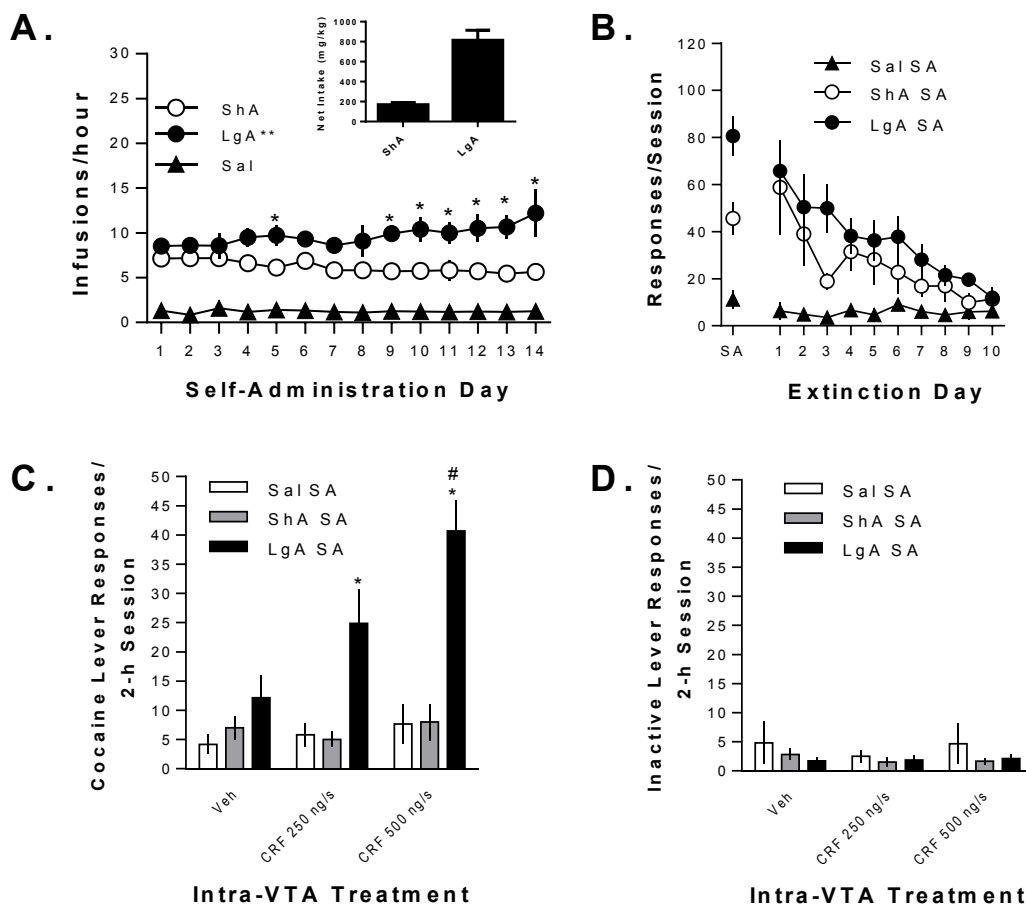 A.
Infusions/hour
30
25
20
15
10
5
0
ShA
LgA**
Sal
Net Intake (mg/kg)
1000
800
600
400
200
0
ShA
LgA
*
*
*
*
*
*
*
1 2 3 4 5 6 7 8 9 10 11 12 13 14
Self-Administration Day
B.
Responses/Session
120
100
80
60
40
20
0
Sal SA
ShA SA
LgA SA
SA 1 2 3 4 5 6 7 8 9 10
Extinction Day
C.
Cocaine Lever Responses/
2-h Session
50
45
40
35
30
25
20
15
10
5
0
Sal SA
ShA SA
LgA SA
*
#
*
Veh
CRF 250 ng/s
CRF 500 ng/s
Intra-VTA Treatment
D.
Inactive Lever Responses/
2-h Session
50
45
40
35
30
25
20
15
10
5
0
Sal SA
ShA SA
LgA SA
Veh
CRF 250 ng/s
CRF 500 ng/s
Intra-VTA Treatment